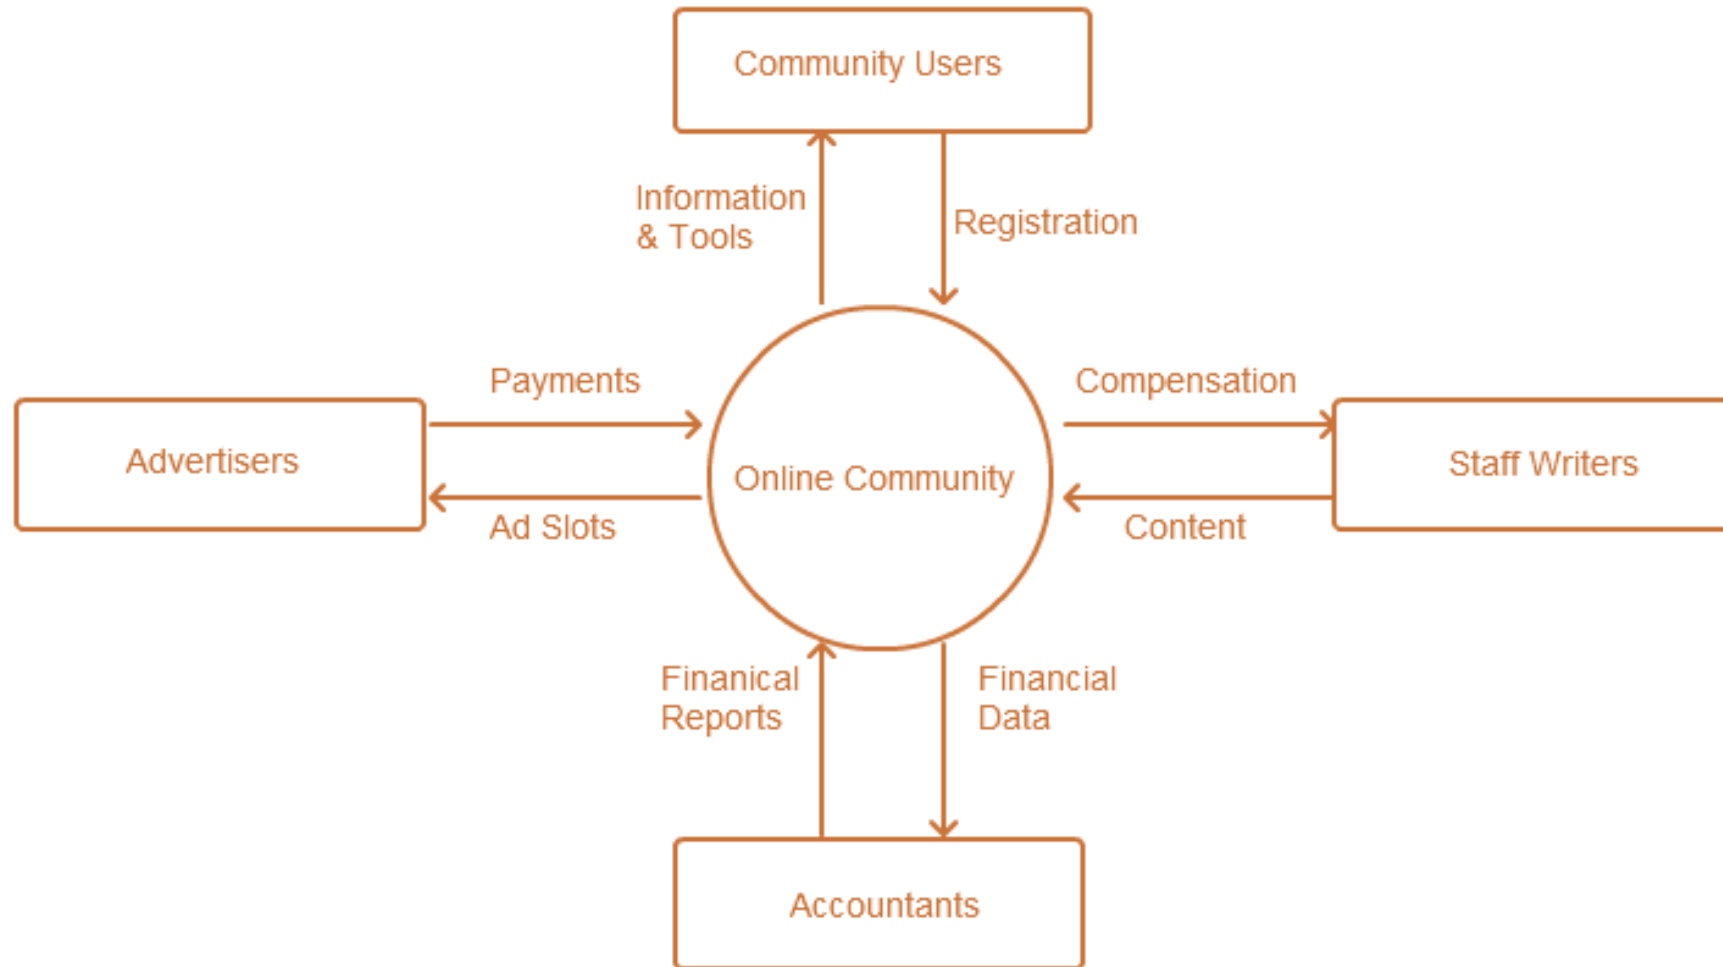 Community Users
Information
& Tools
Registration
Payments
Compensation
Advertisers
Online Community
Staff Writers
Ad Slots
Content
Finanical
Reports
Financial
Data
Accountants